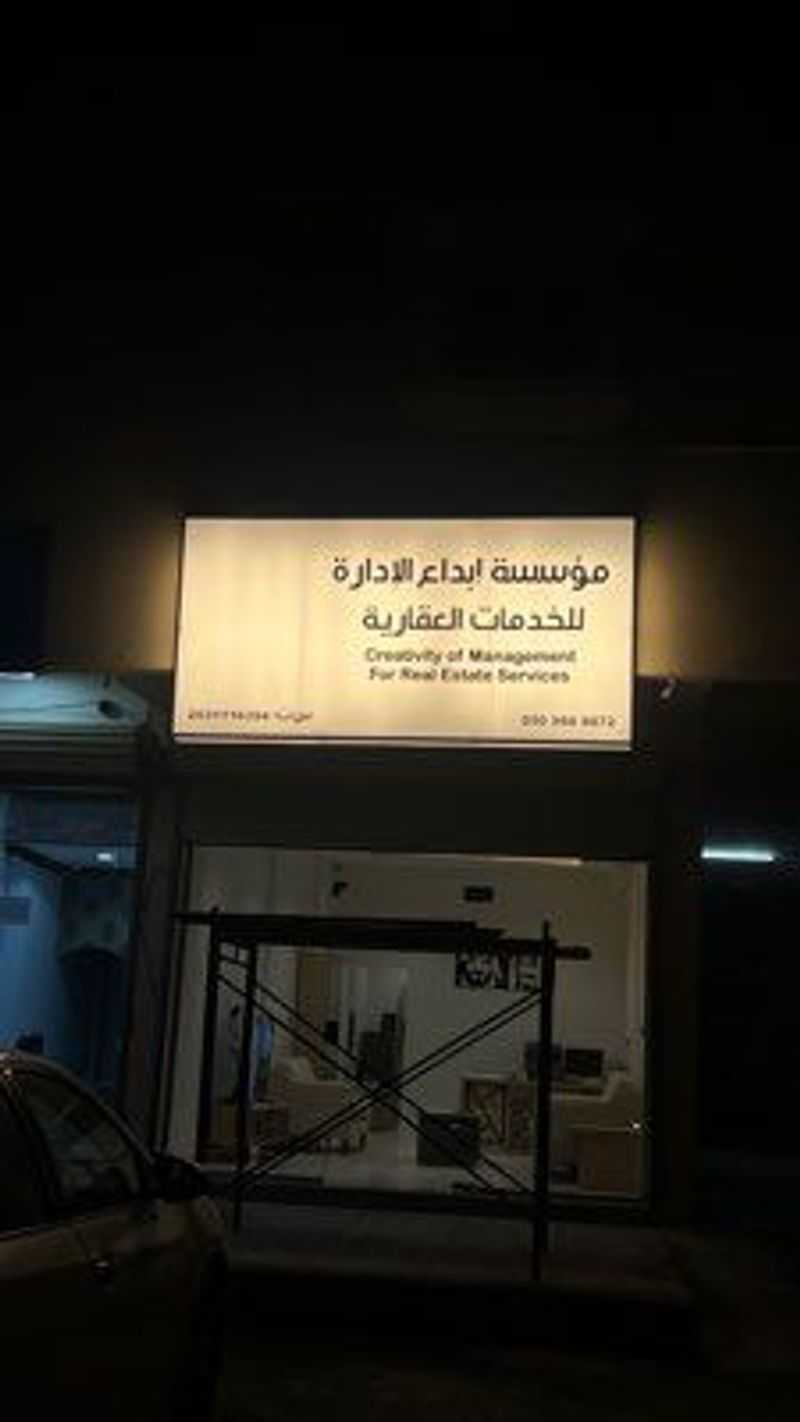 مؤسسة ابداع الادارة
للخدمات العقارية
Creativity of Management
For Real Estate Services